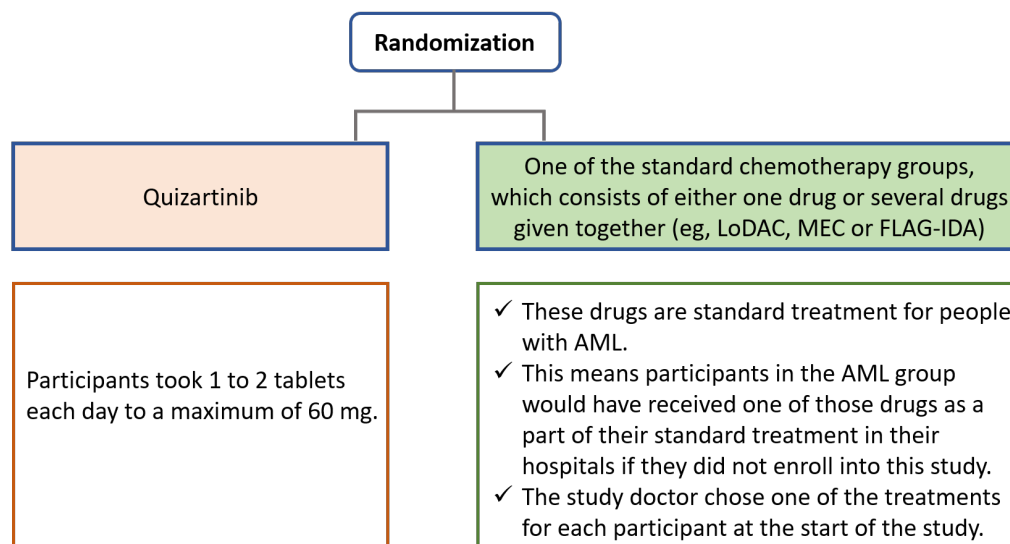 Randomization
Quizartinib
One of the standard chemotherapy groups,
which consists of either one drug or several drugs
given together (eg, LoDAC, MEC or FLAG-IDA)
Participants took 1 to 2 tablets
each day to a maximum of 60 mg.
✓ These drugs are standard treatment for people
with AML.
✓ This means participants in the AML group
would have received one of those drugs as a
part of their standard treatment in their
hospitals if they did not enroll into this study.
✓ The study doctor chose one of the treatments
for each participant at the start of the study.